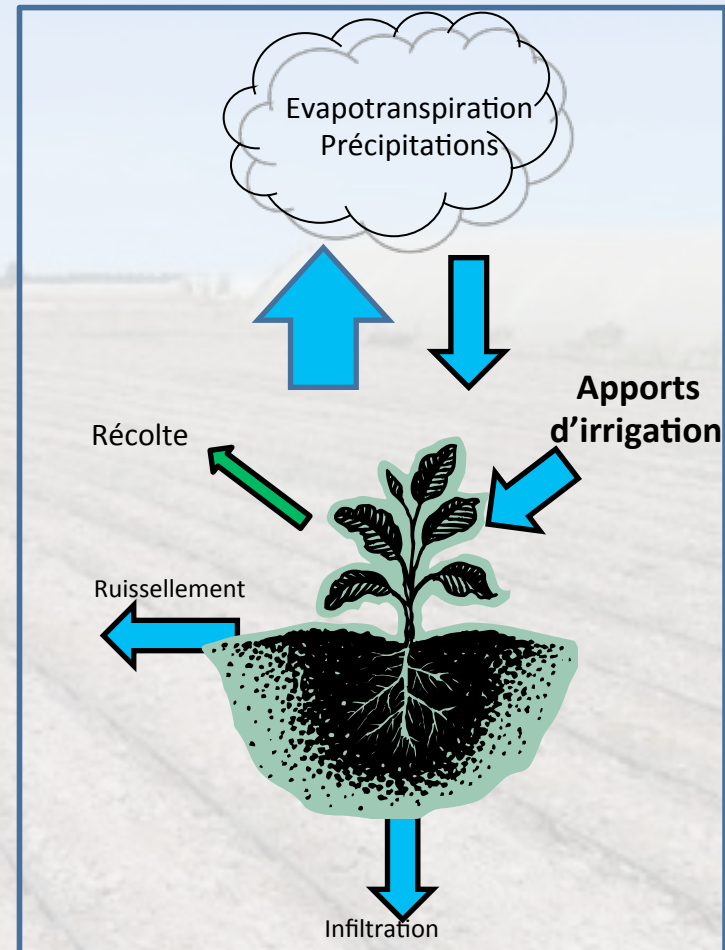 Evapotranspiration
Précipitations
Apports
d'irrigation
Récolte
Ruissellement
Infiltration